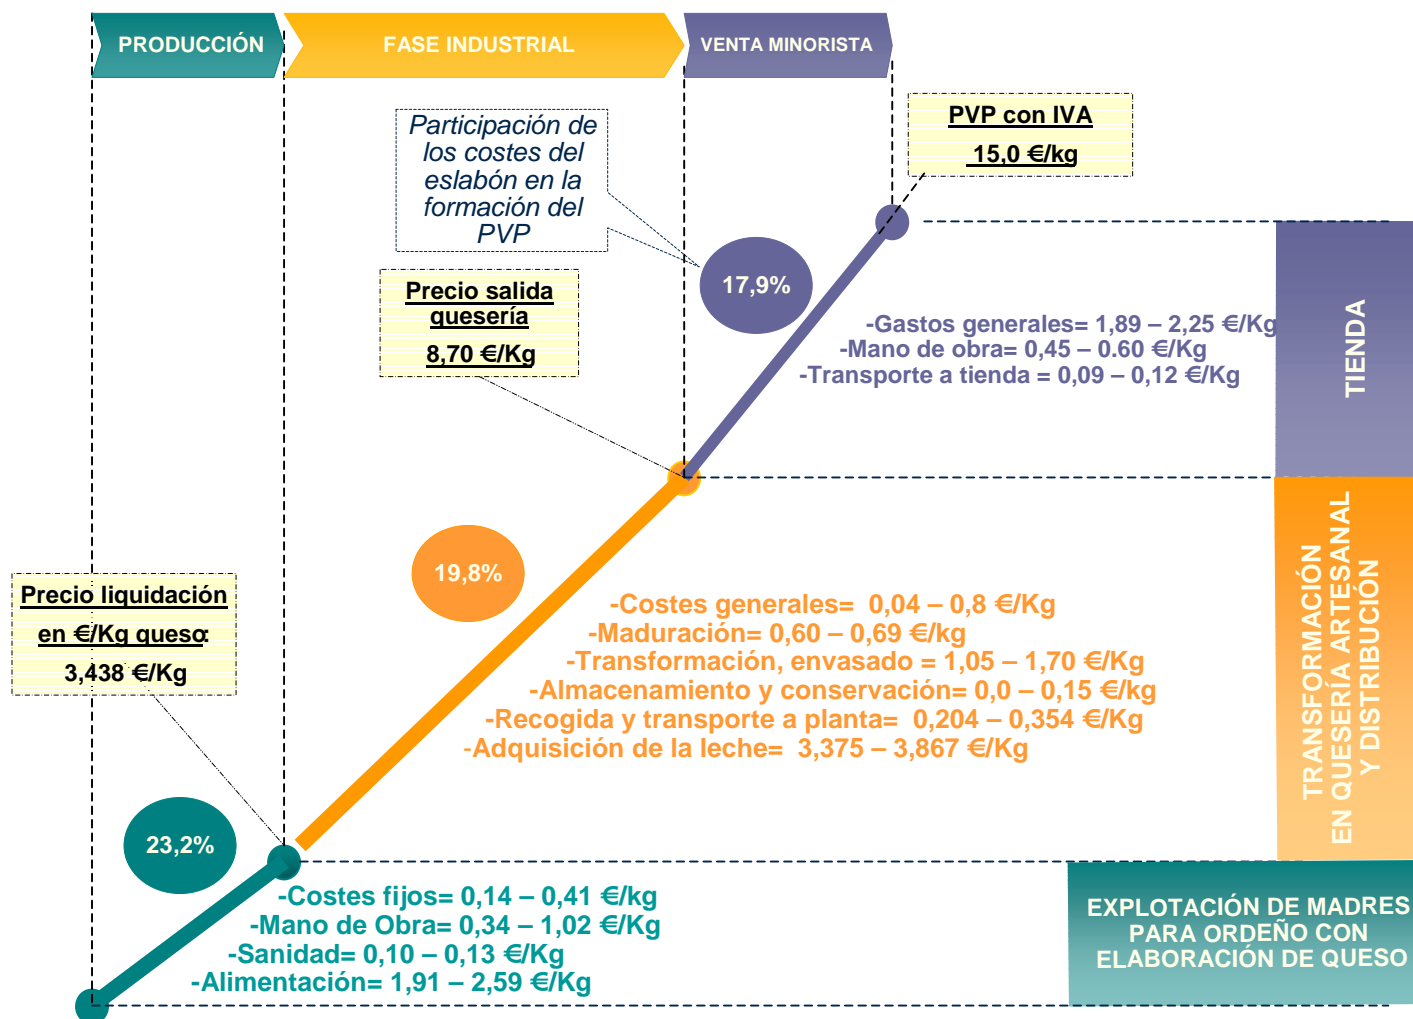 PRODUCCIÓN
FASE INDUSTRIAL
VENTA MINORISTA
Participación de
los costes del
eslabón en la
formación del
PVP
PVP con IVA
15,0 €/kg
17,9%
Precio salida
quesería
8,70 €/Kg
-Gastos generales= 1,89 – 2,25 €/Kg
-Mano de obra= 0,45 – 0.60 €/Kg
-Transporte a tienda = 0,09 – 0,12 €/Kg
TIENDA
19,8%
Precio liquidación
en €/Kg queso:
3,438 €/Kg
-Costes generales= 0,04 – 0,8 €/Kg
-Maduración= 0,60 – 0,69 €/kg
-Transformación, envasado = 1,05 – 1,70 €/Kg
-Almacenamiento y conservación= 0,0 – 0,15 €/kg
-Recogida y transporte a planta= 0,204 – 0,354 €/Kg
-Adquisición de la leche= 3,375 – 3,867 €/Kg
TRANSFORMACIÓN
EN QUESERÍA ARTESANAL
Y DISTRIBUCIÓN
23,2%
-Costes fijos= 0,14 – 0,41 €/kg
-Mano de Obra= 0,34 – 1,02 €/Kg
-Sanidad= 0,10 – 0,13 €/Kg
-Alimentación= 1,91 – 2,59 €/Kg
EXPLOTACIÓN DE MADRES
PARA ORDEÑO CON
ELABORACIÓN DE QUESO